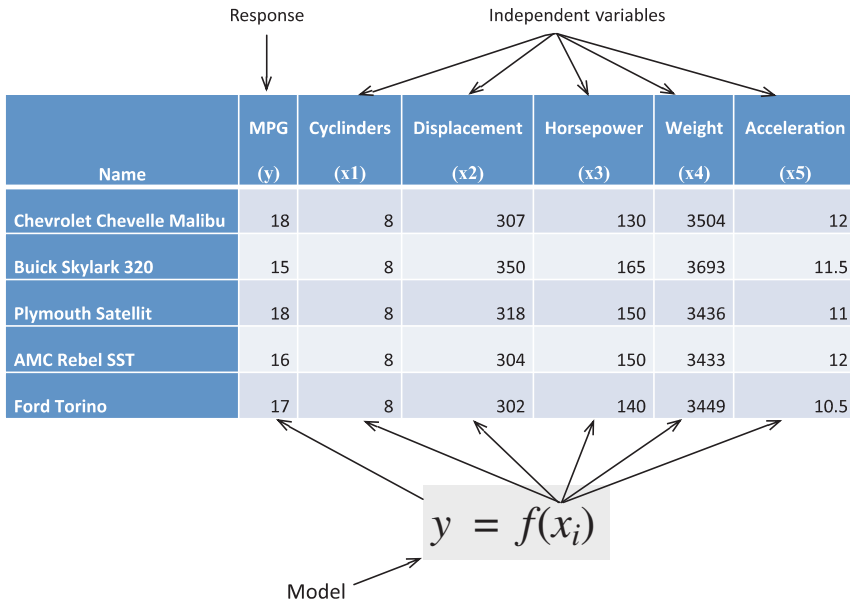 Response Independent variables
MPG Cyclinders Displacement Horsepower Weight Acceleration
Name (y) (x1) (x2) (x3) (x4) (x5)
Chevrolet Chevelle Malibu 18 8 307 130 3504 12
Buick Skylark 320 15 8 350 165 3693 11.5
Plymouth Satellit 18 8 318 150 3436 11
AMC Rebel SST 16 8 304 150 3433 12
Ford Torino 17 8 302 140 3449 10.5
y = f(xᵢ)
Model